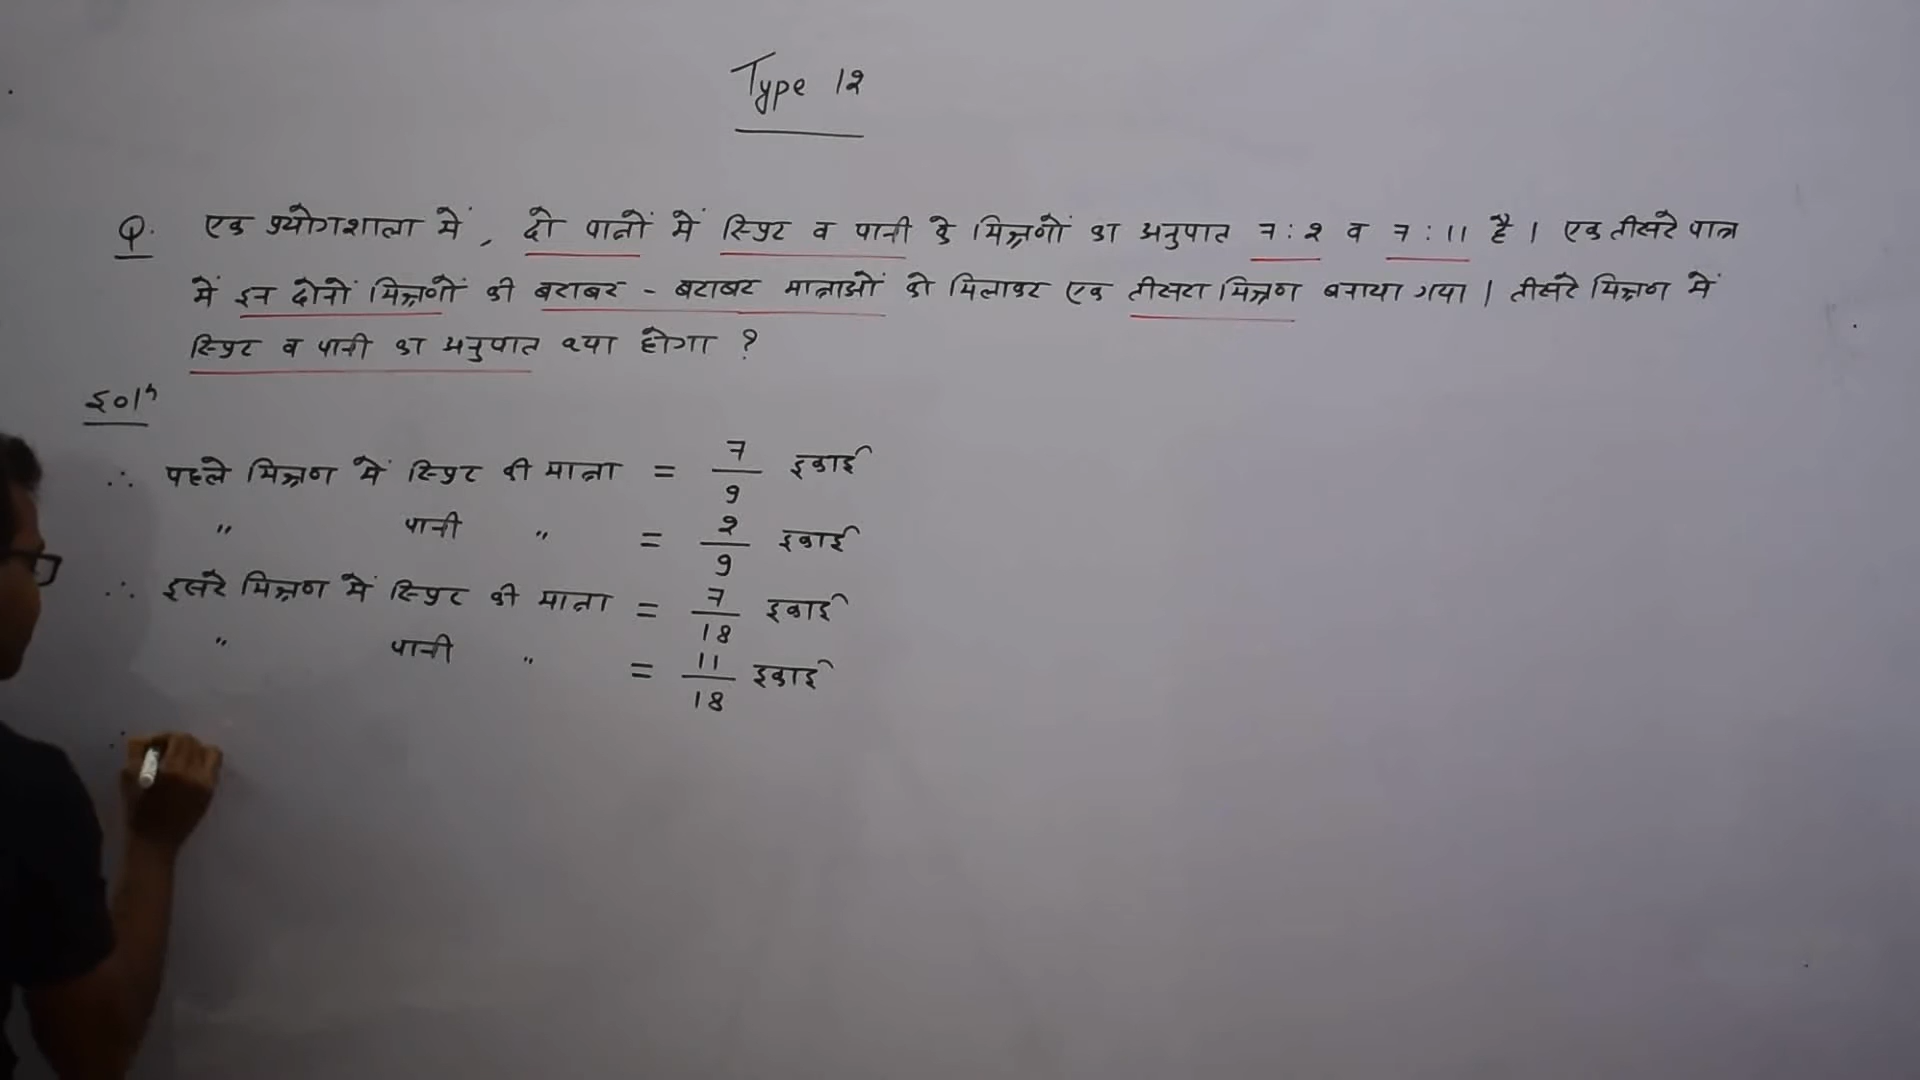 Type 12
Q. एक प्रयोगशाला में, दो पात्रों में स्प्रिट व पानी के मिश्रणों का अनुपात 7 : 2 व 7 : 11 है। एक तीसरे पात्र
में इन दोनों मिश्रणों की बराबर - बराबर मात्राओं को मिलाकर एक तीसरा मिश्रण बनाया गया। तीसरे मिश्रण में
स्प्रिट व पानी का अनुपात क्या होगा ?
Solⁿ
∴ पहले मिश्रण में स्प्रिट की मात्रा = 7/9 इकाई
" पानी " = 2/9 इकाई
∴ दूसरे मिश्रण में स्प्रिट की मात्रा = 7/18 इकाई
" पानी " = 11/18 इकाई